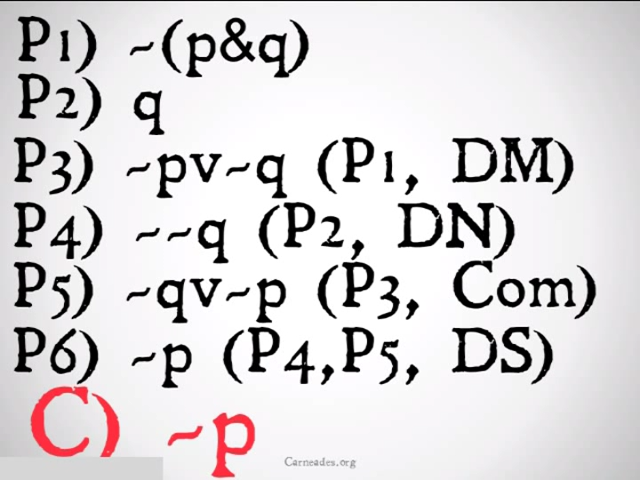 P1) ~(p&q)
P2) q
P3) ~pv~q (P1, DM)
P4) ~~q (P2, DN)
P5) ~qv~p (P3, Com)
P6) ~p (P4,P5, DS)
C) ~p
Carneades.org